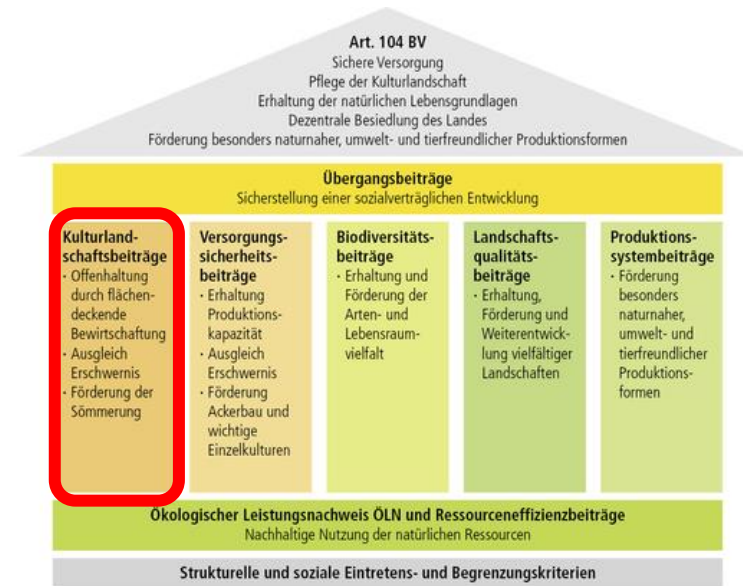 Art. 104 BV
Sichere Versorgung
Pflege der Kulturlandschaft
Erhaltung der natürlichen Lebensgrundlagen
Dezentrale Besiedlung des Landes
Förderung besonders naturnaher, umwelt- und tierfreundlicher Produktionsformen
Übergangsbeiträge
Sicherstellung einer sozialverträglichen Entwicklung
Kulturland-
schaftsbeiträge
· Offenhaltung
durch flächen-
deckende
Bewirtschaftung
· Ausgleich
Erschwernis
· Förderung der
Sömmerung
Versorgungs-
sicherheits-
beiträge
· Erhaltung
Produktions-
kapazität
· Ausgleich
Erschwernis
· Förderung
Ackerbau und
wichtige
Einzelkulturen
Biodiversitäts-
beiträge
· Erhaltung und
Förderung der
Arten- und
Lebensraum-
vielfalt
Landschafts-
qualitäts-
beiträge
· Erhaltung,
Förderung und
Weiterentwick-
lung vielfältiger
Landschaften
Produktions-
systembeiträge
· Förderung
besonders
naturnaher,
umwelt- und
tierfreundlicher
Produktions-
formen
Ökologischer Leistungsnachweis ÖLN und Ressourceneffizienzbeiträge
Nachhaltige Nutzung der natürlichen Ressourcen
Strukturelle und soziale Eintretens- und Begrenzungskriterien